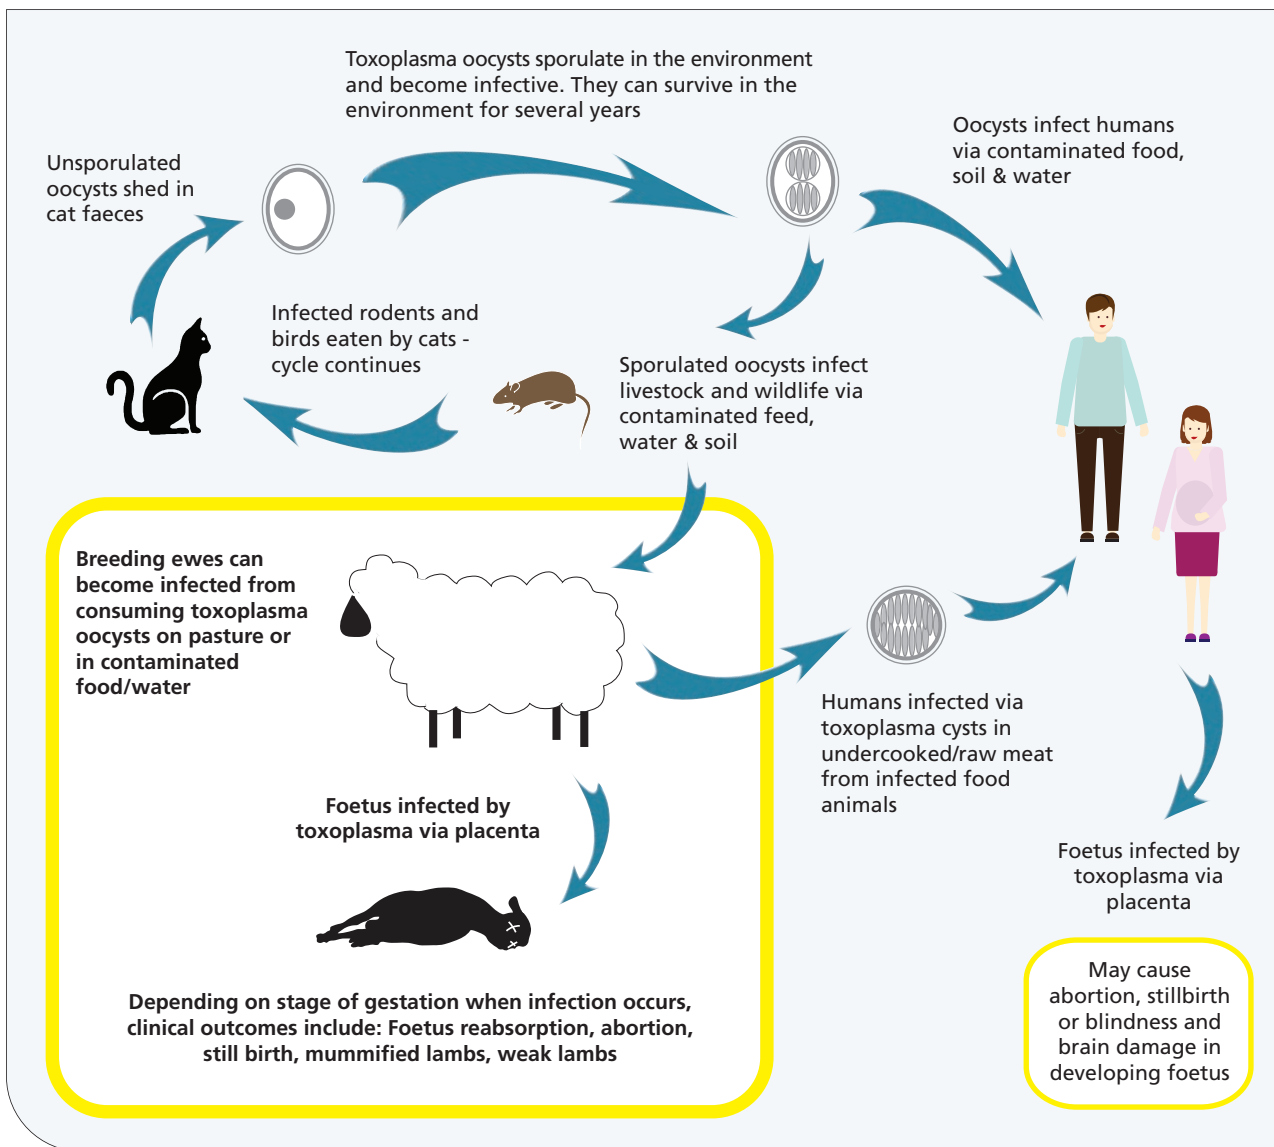 Toxoplasma oocysts sporulate in the environment
and become infective. They can survive in the
environment for several years
Oocysts infect humans
via contaminated food,
soil & water
Unsporulated
oocysts shed in
cat faeces
Infected rodents and
birds eaten by cats -
cycle continues
Sporulated oocysts infect
livestock and wildlife via
contaminated feed,
water & soil
Breeding ewes can
become infected from
consuming toxoplasma
oocysts on pasture or
in contaminated
food/water
Humans infected via
toxoplasma cysts in
undercooked/raw meat
from infected food
animals
Foetus infected by
toxoplasma via placenta
Foetus infected by
toxoplasma via
placenta
Depending on stage of gestation when infection occurs,
clinical outcomes include: Foetus reabsorption, abortion,
still birth, mummified lambs, weak lambs
May cause
abortion, stillbirth
or blindness and
brain damage in
developing foetus